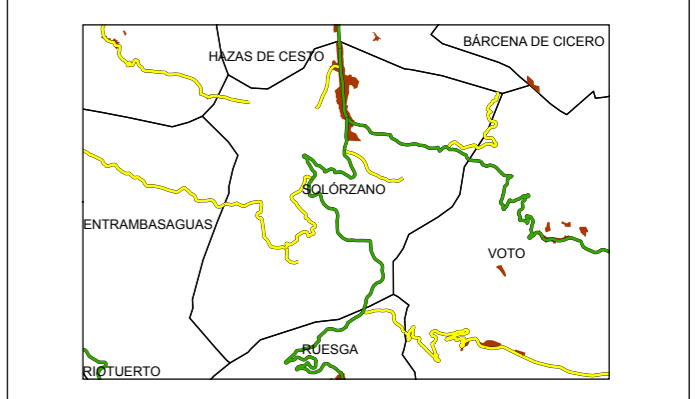 BÁRCENA DE CICERO
HAZAS DE CESTO
SOLÓRZANO
ENTRAMBASAGUAS
VOTO
RUESGA
RIOTUERTO